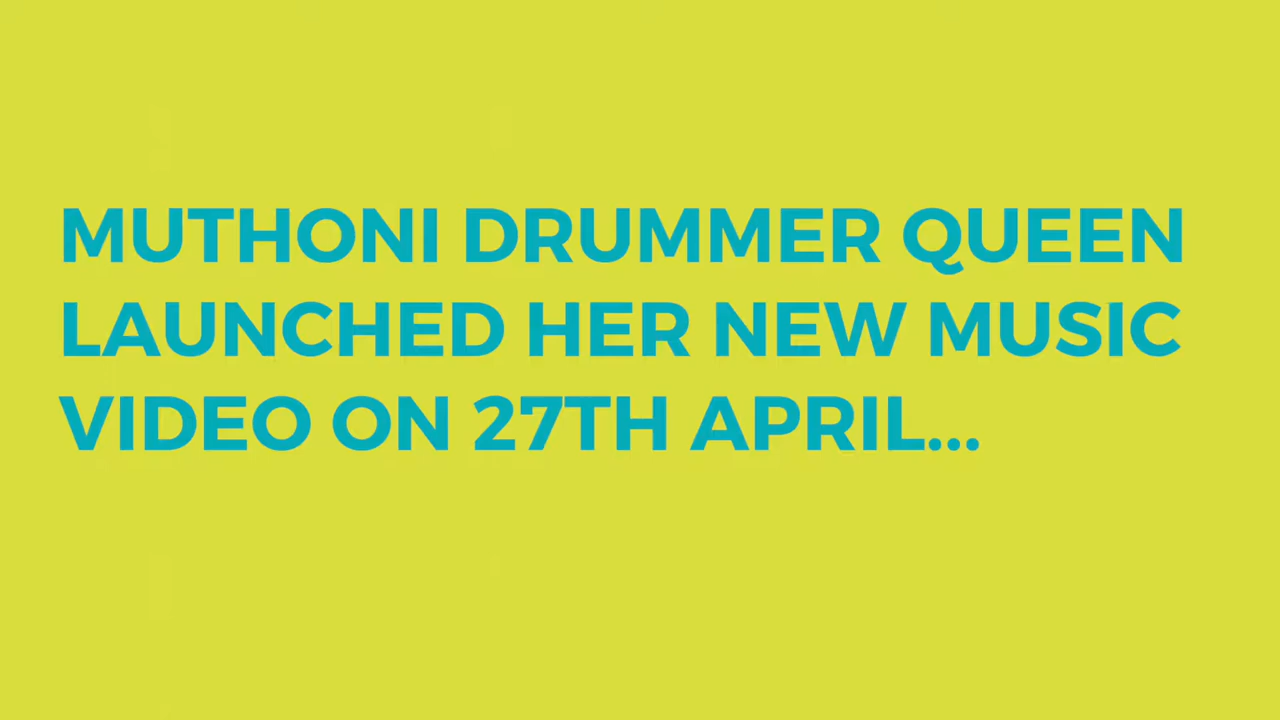 MUTHONI DRUMMER QUEEN
LAUNCHED HER NEW MUSIC
VIDEO ON 27TH APRIL...